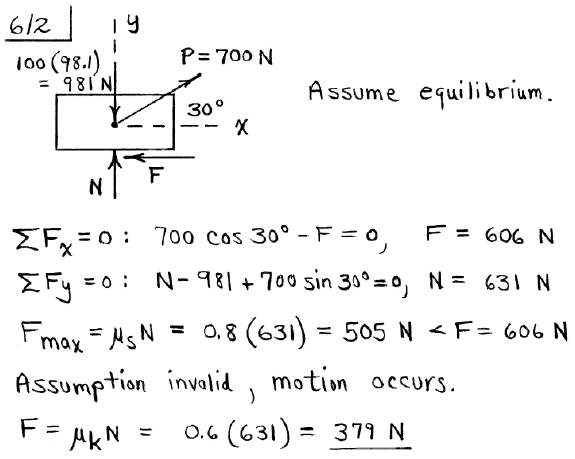 6/2
y
100 (98.1)
= 981 N
P = 700 N
Assume equilibrium.
30°
x
F
N
ΣFx = 0 : 700 cos 30° - F = 0, F = 606 N
ΣFy = 0 : N - 981 + 700 sin 30° = 0, N = 631 N
Fmax = μsN = 0.8 (631) = 505 N < F = 606 N
Assumption invalid, motion occurs.
F = μkN = 0.6 (631) = 379 N